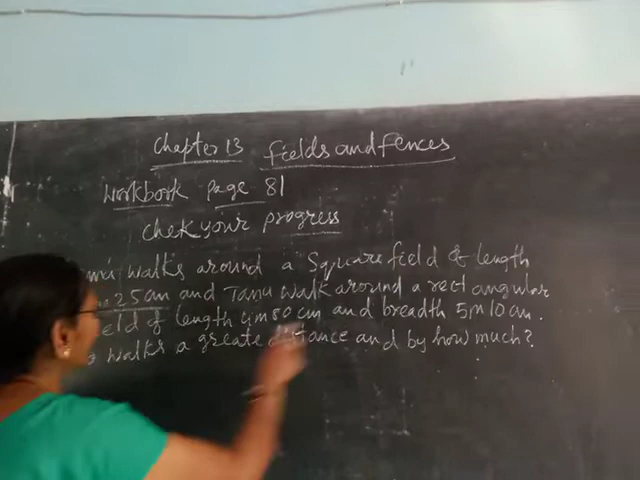 Chapter 13 Fields and Fences
Workbook page 81
Chek your progress
walks around a Square field of length
25 cm and Tanu walk around a rectangular
of length 4m 80 cm and breadth 5m 10 cm.
walks a greate distance and by how much?